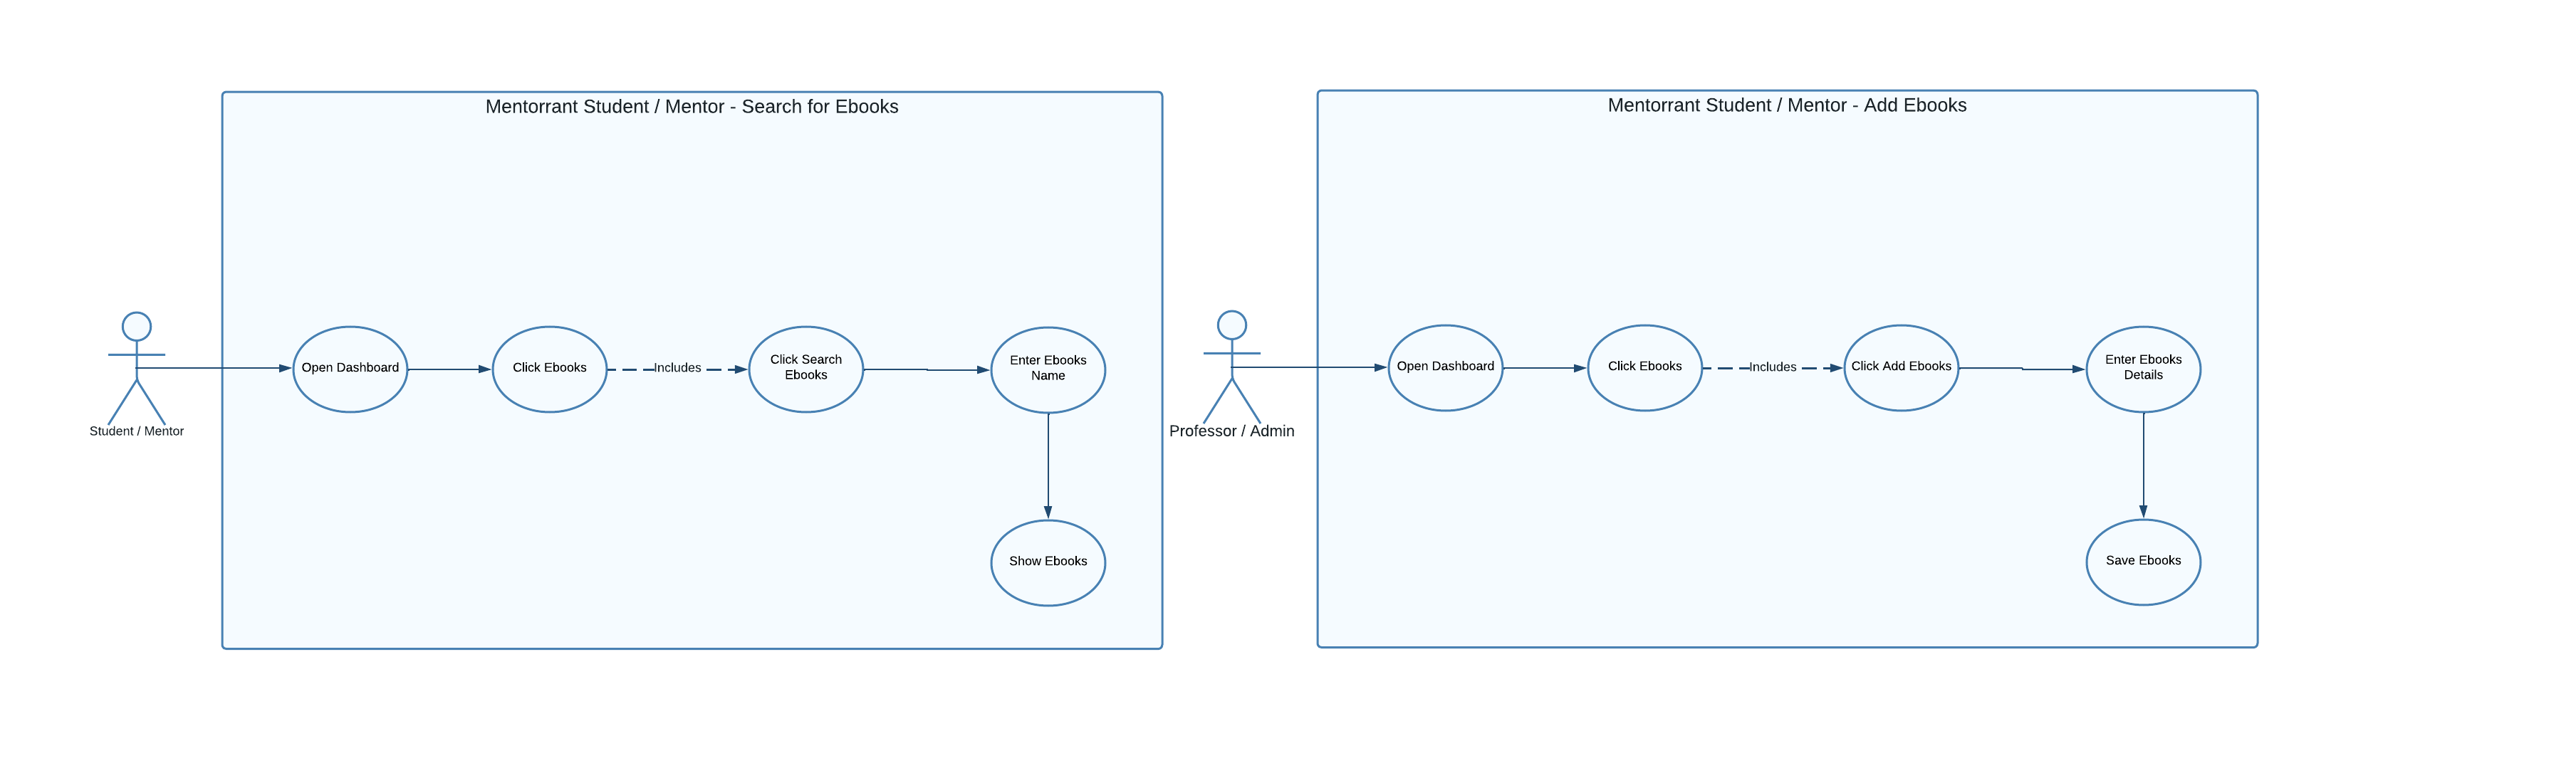 Mentorrant Student / Mentor - Search for Ebooks
Student / Mentor
Open Dashboard
Click Ebooks
Includes
Click Search
Ebooks
Enter Ebooks
Name
Show Ebooks
Mentorrant Student / Mentor - Add Ebooks
Professor / Admin
Open Dashboard
Click Ebooks
Includes
Click Add Ebooks
Enter Ebooks
Details
Save Ebooks